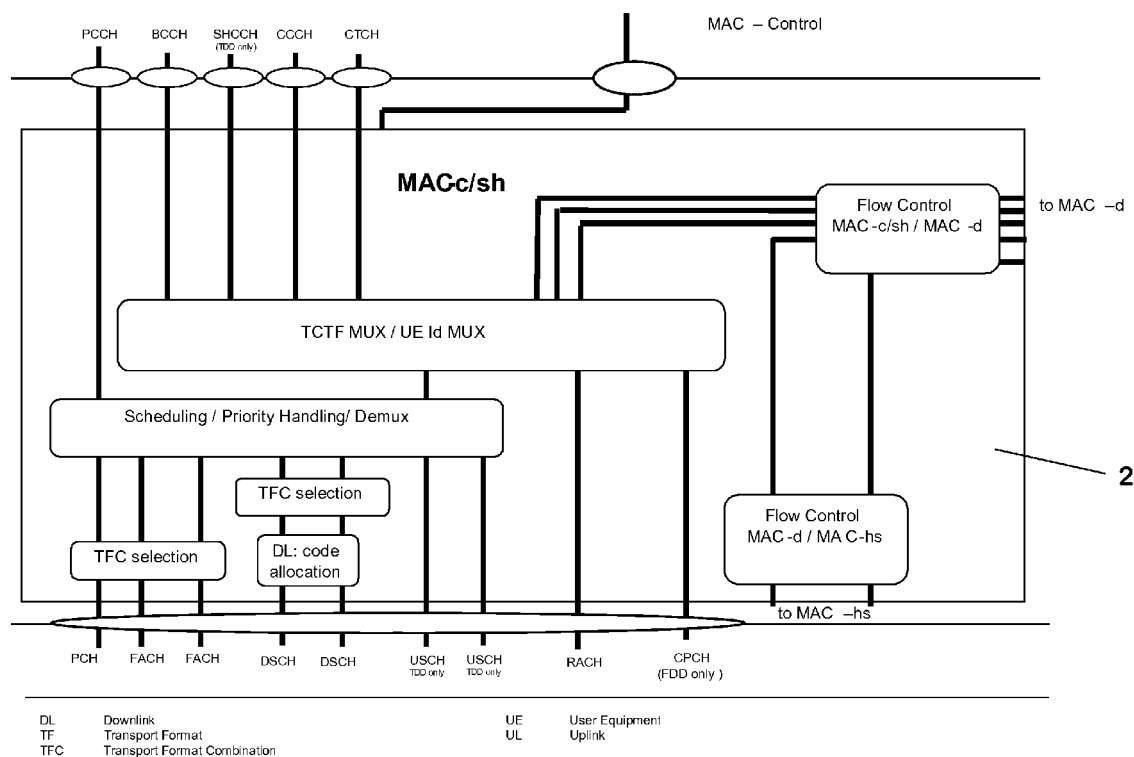 PCCH BCCH SHCCH CCCH CTCH
(TDD only)
MAC – Control
MACc/sh
Flow Control
MAC -c/sh / MAC -d
to MAC –d
TCTF MUX / UE Id MUX
Scheduling / Priority Handling/ Demux
TFC selection
2
Flow Control
MAC-d / MA C-hs
TFC selection
DL: code
allocation
to MAC –hs
PCH FACH FACH DSCH DSCH USCH USCH RACH CPCH
TDD only TDD only (FDD only )
DL Downlink UE User Equipment
TF Transport Format UL Uplink
TFC Transport Format Combination